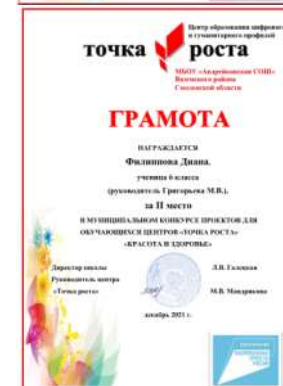 Центр образования цифрового
и гуманитарного профилей
точка роста
МБОУ «Андрейковская СОШ»
Вяземского района
Смоленской области
ГРАМОТА
НАГРАЖДАЕТСЯ
Филиппова Диана,
ученица 6 класса
(руководитель Григорьева М.В.),
за II место
В МУНИЦИПАЛЬНОМ КОНКУРСЕ ПРОЕКТОВ ДЛЯ
ОБУЧАЮЩИХСЯ ЦЕНТРОВ «ТОЧКА РОСТА»
«КРАСОТА И ЗДОРОВЬЕ»
Директор школы
Руководитель центра
«Точка роста»
М.В. Мандрикова
декабрь 2021 г.